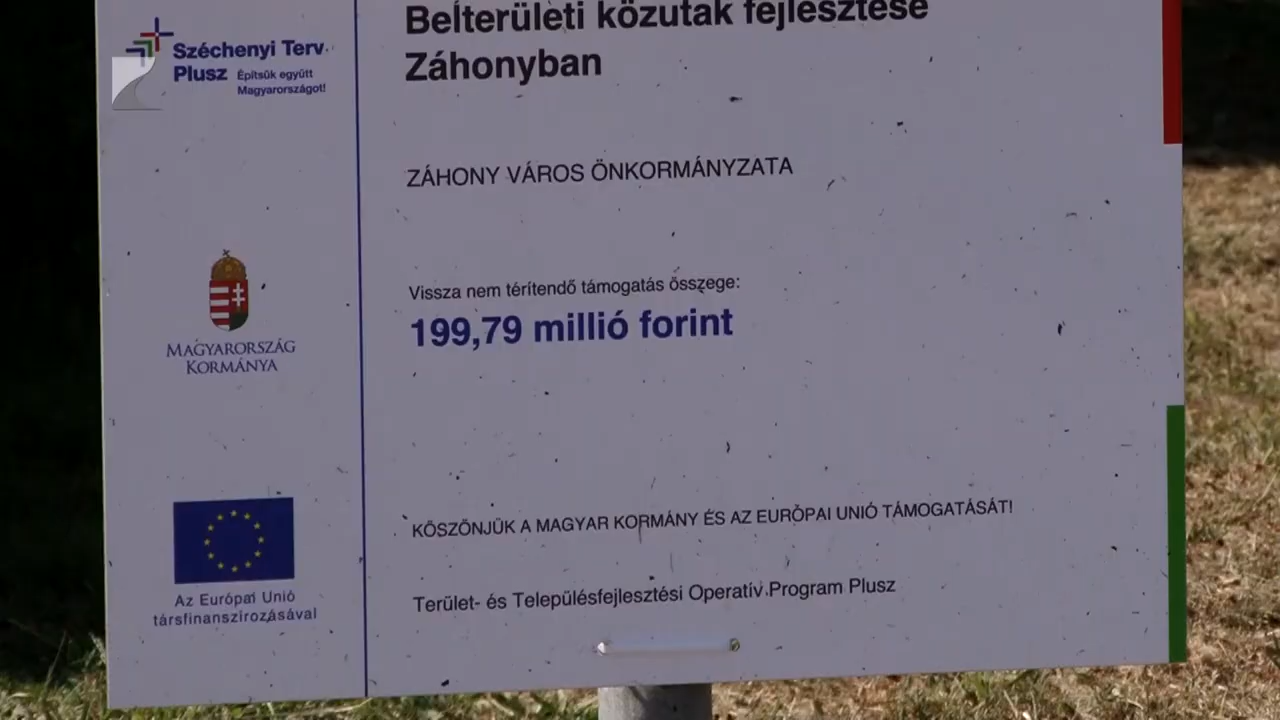 Széchenyi Terv
Plusz
Építsük együtt
Magyarországot!
Belterületi közutak fejlesztése
Záhonyban
ZÁHONY VÁROS ÖNKORMÁNYZATA
Vissza nem térítendő támogatás összege:
199,79 millió forint
MAGYARORSZÁG
KORMÁNYA
KÖSZÖNJÜK A MAGYAR KORMÁNY ÉS AZ EURÓPAI UNIÓ TÁMOGATÁSÁT!
Terület- és Településfejlesztési Operatív Program Plusz
Az Európai Unió
társfinanszírozásával